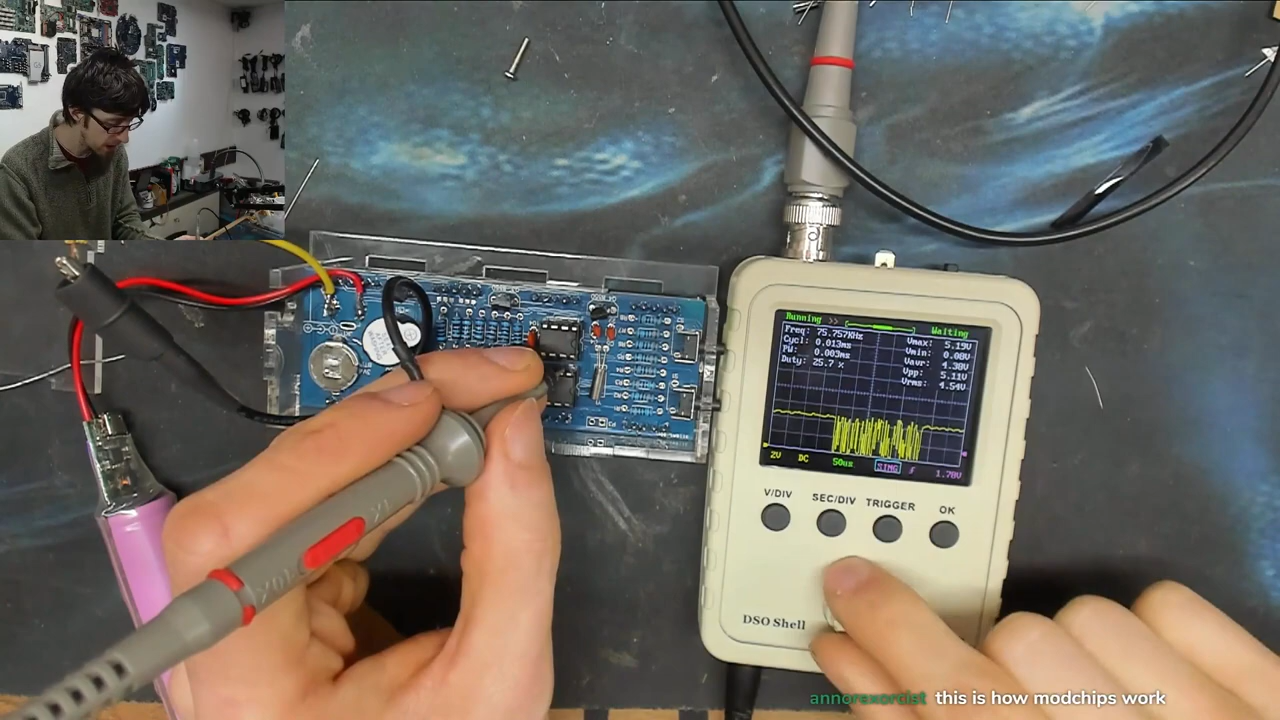 Running >>
Waiting
Freq: 75.757KHz
Cycl: 0.013ms
PW: 0.003ms
Duty: 25.7 %
Vmax: 5.19V
Vmin: 0.08V
Vavr: 4.38V
Vpp: 5.11V
Vrms: 4.54V
2V DC 50us SING 1.70V
V/DIV SEC/DIV TRIGGER OK
DSO Shell
annorexorcist this is how modchips work